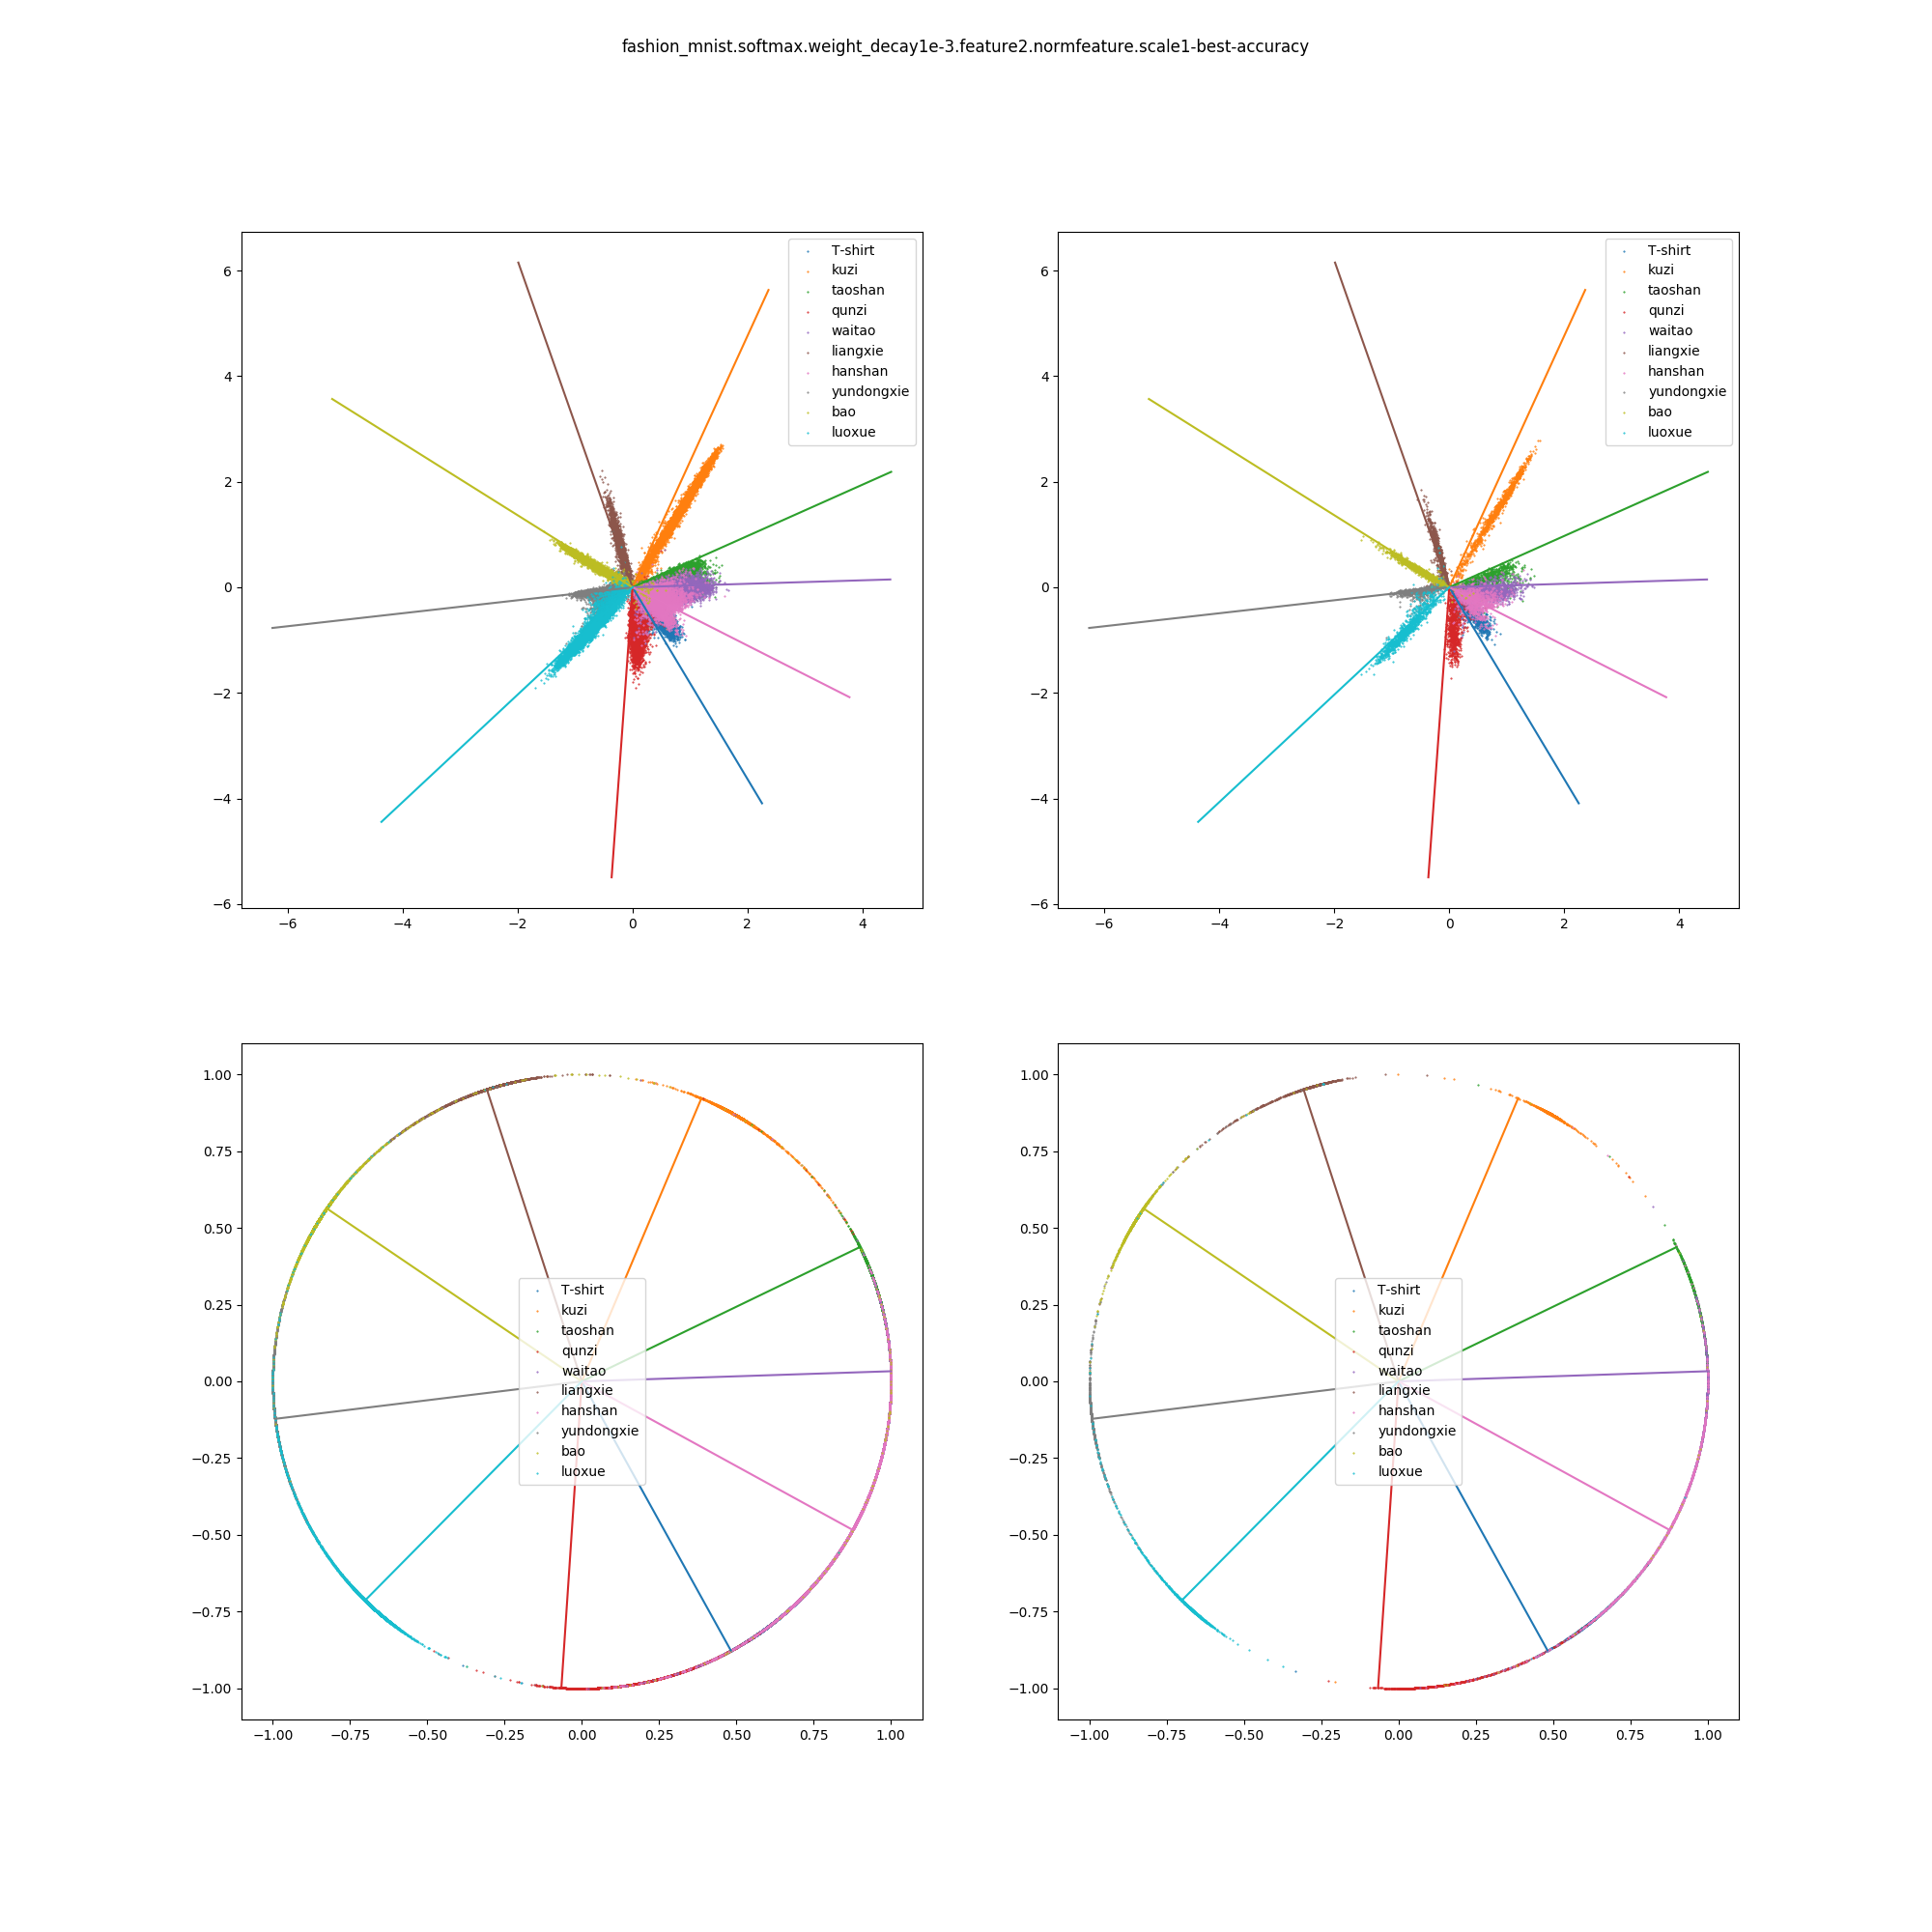 fashion_mnist.softmax.weight_decay1e-3.feature2.normfeature.scale1-best-accuracy
T-shirt
kuzi
taoshan
qunzi
waitao
liangxie
hanshan
yundongxie
bao
luoxue
6
4
2
0
−2
−4
−6
−6 −4 −2 0 2 4
T-shirt
kuzi
taoshan
qunzi
waitao
liangxie
hanshan
yundongxie
bao
luoxue
6
4
2
0
−2
−4
−6
−6 −4 −2 0 2 4
1.00
0.75
0.50
0.25
0.00
−0.25
−0.50
−0.75
−1.00
T-shirt
kuzi
taoshan
qunzi
waitao
liangxie
hanshan
yundongxie
bao
luoxue
−1.00 −0.75 −0.50 −0.25 0.00 0.25 0.50 0.75 1.00
1.00
0.75
0.50
0.25
0.00
−0.25
−0.50
−0.75
−1.00
T-shirt
kuzi
taoshan
qunzi
waitao
liangxie
hanshan
yundongxie
bao
luoxue
−1.00 −0.75 −0.50 −0.25 0.00 0.25 0.50 0.75 1.00